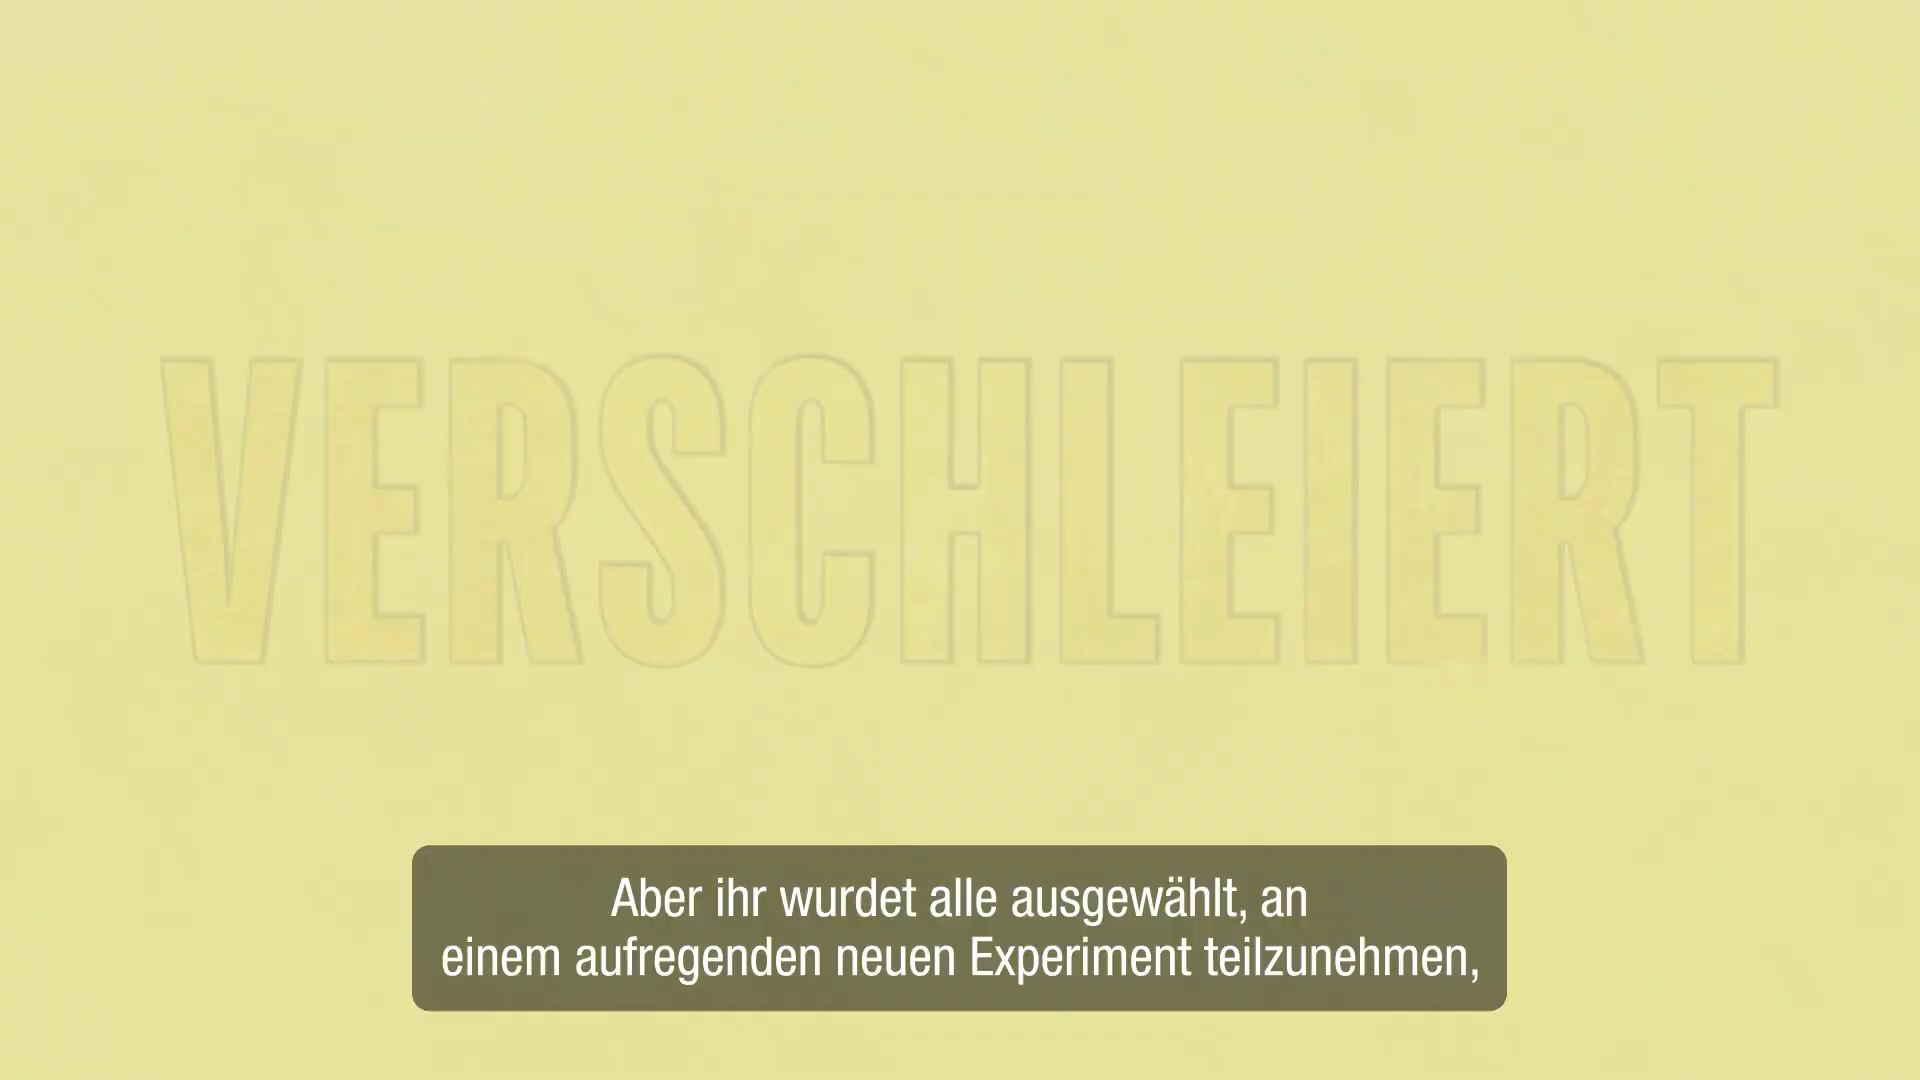 VERSCHLEIERT
Aber ihr wurdet alle ausgewählt, an
einem aufregenden neuen Experiment teilzunehmen,